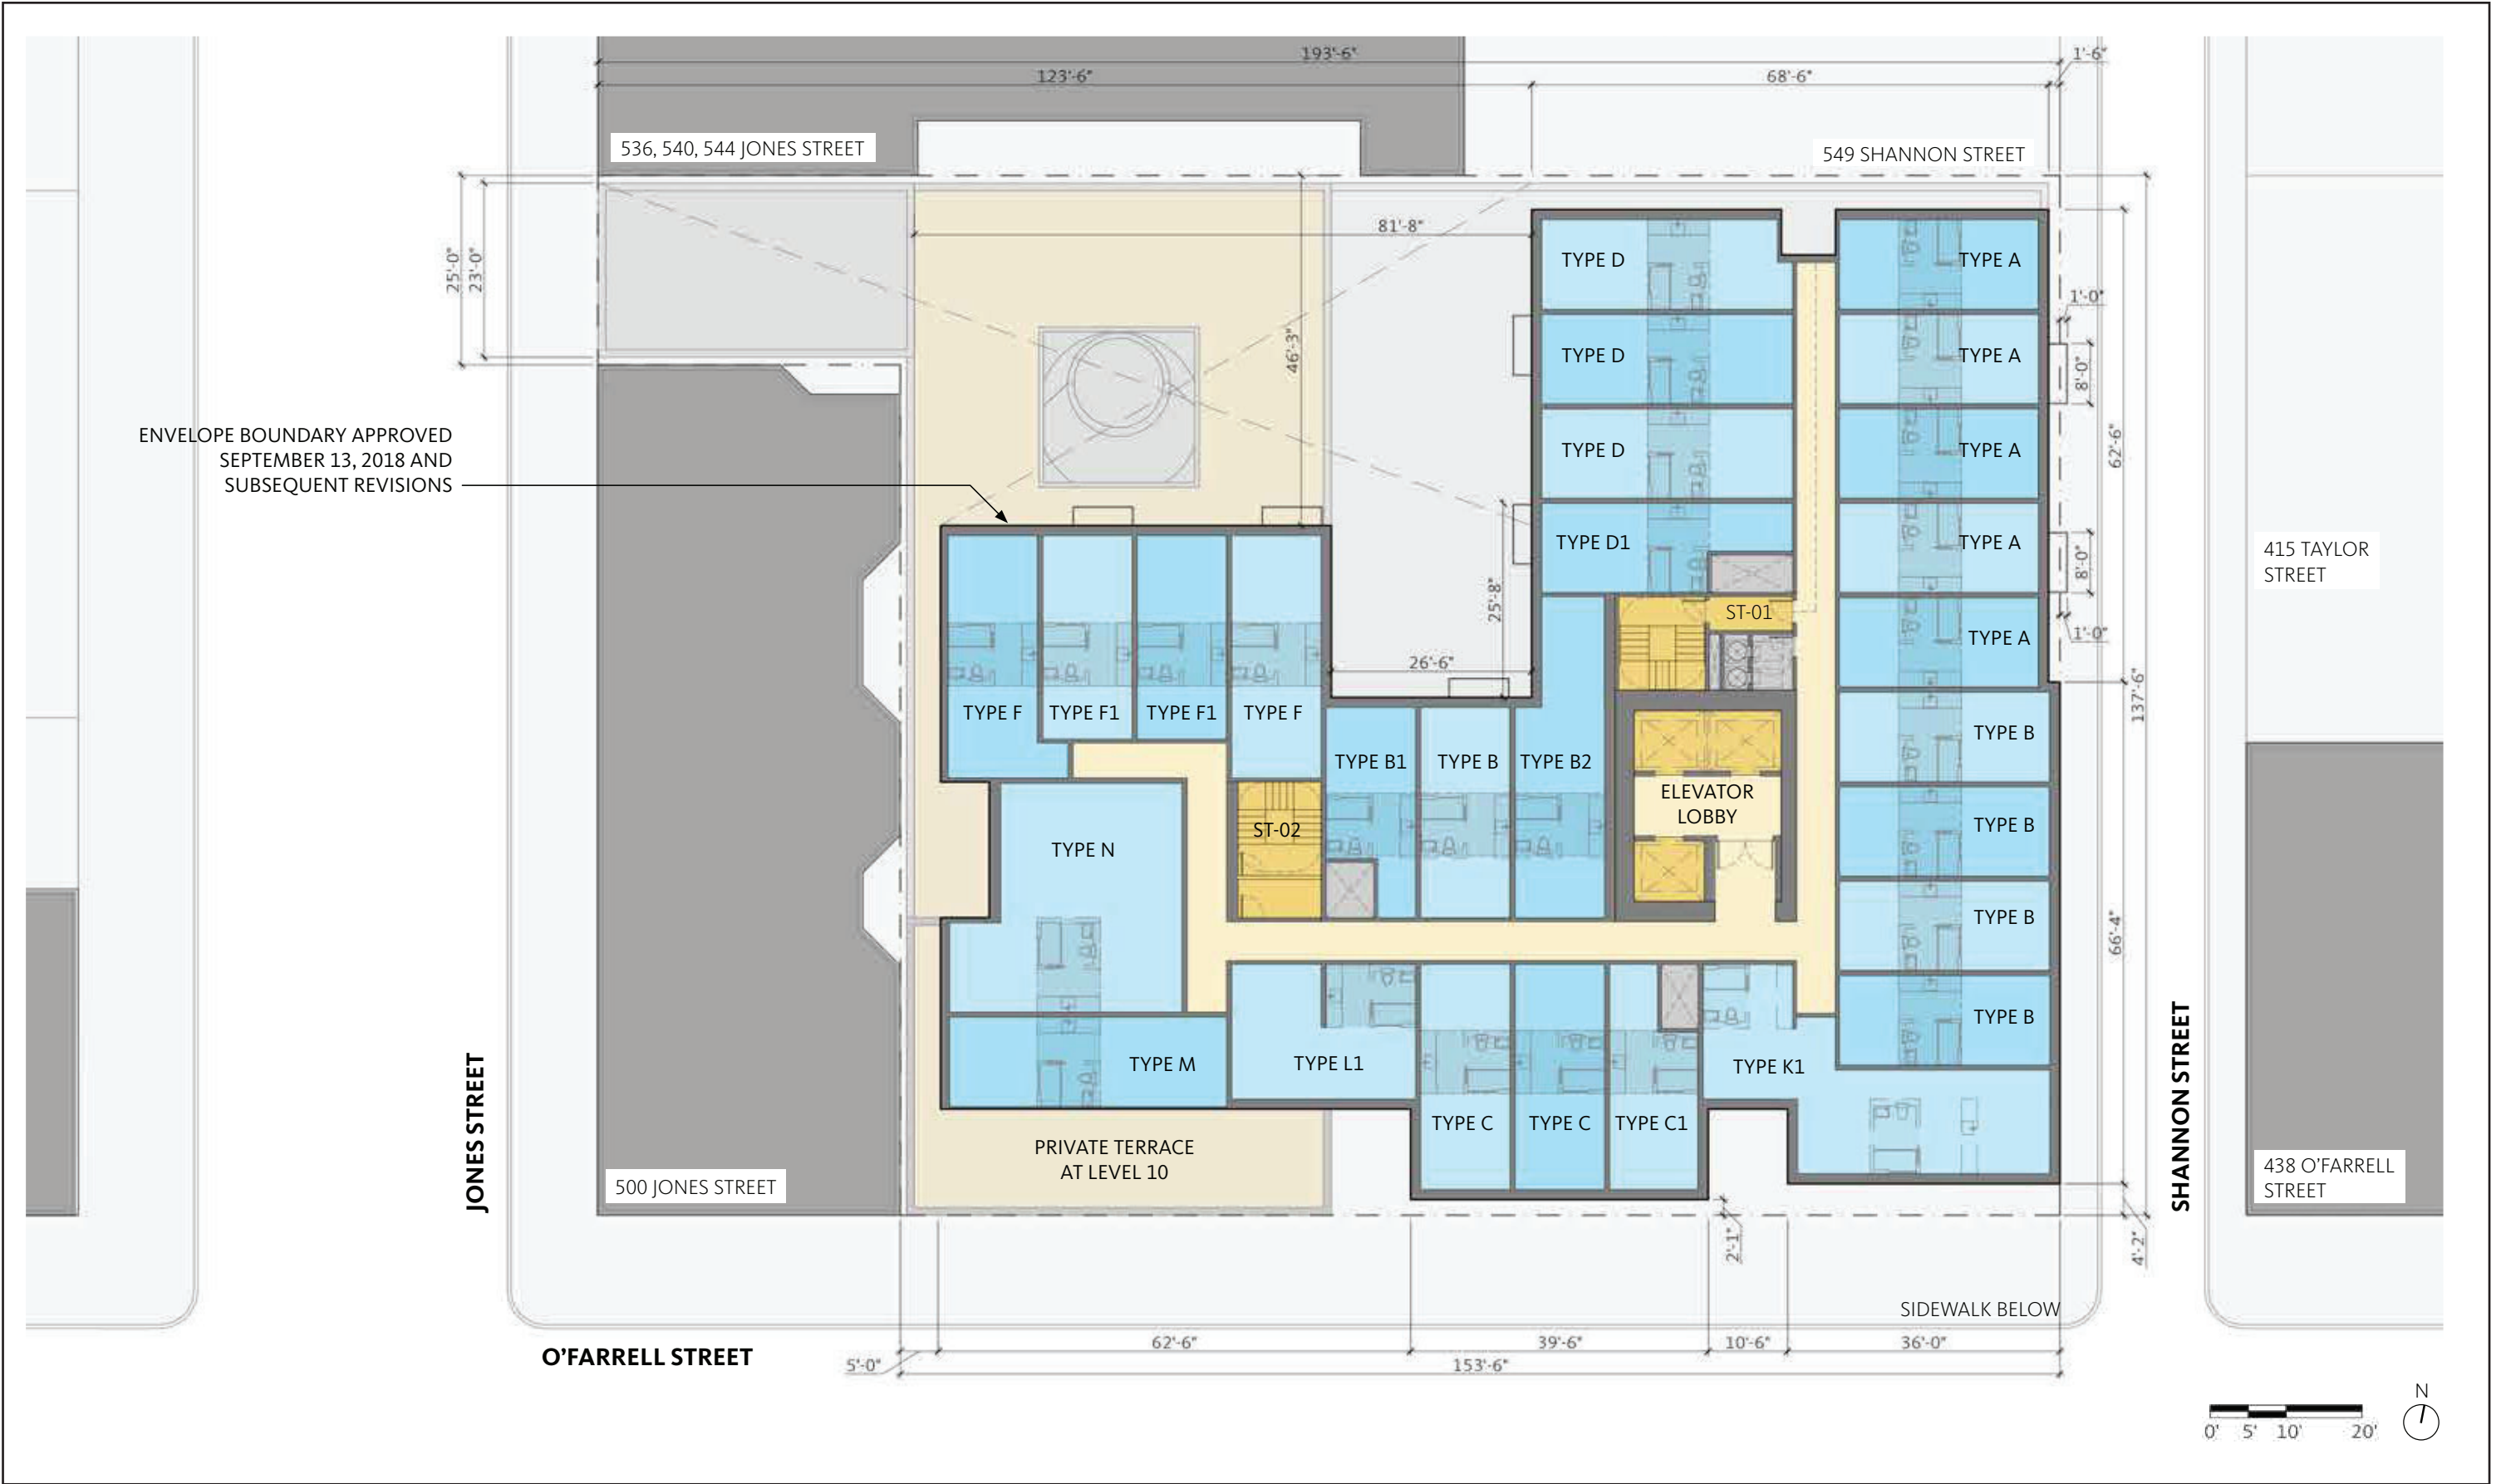 193'-6"
1'-6"
123'-6"
68'-6"
536, 540, 544 JONES STREET
549 SHANNON STREET
25'-0"
23'-0"
81'-8"
46'-3"
TYPE D
TYPE A
1'-0"
TYPE D
TYPE A
8'-0"
ENVELOPE BOUNDARY APPROVED
SEPTEMBER 13, 2018 AND
SUBSEQUENT REVISIONS
TYPE D
TYPE A
62'-6"
TYPE D1
TYPE A
8'-0"
415 TAYLOR
STREET
25'-8"
ST-01
TYPE A
1'-0"
26'-6"
137'-6"
TYPE F
TYPE F1
TYPE F1
TYPE F
TYPE B
TYPE B1
TYPE B
TYPE B2
ELEVATOR
LOBBY
ST-02
TYPE B
TYPE N
TYPE B
66'-4"
TYPE B
TYPE M
TYPE L1
TYPE K1
TYPE C
TYPE C
TYPE C1
PRIVATE TERRACE
AT LEVEL 10
JONES STREET
500 JONES STREET
SHANNON STREET
438 O'FARRELL
STREET
2'-1"
4'-2"
SIDEWALK BELOW
O'FARRELL STREET
5'-0"
62'-6"
39'-6"
10'-6"
36'-0"
153'-6"
N
0'
5'
10'
20'